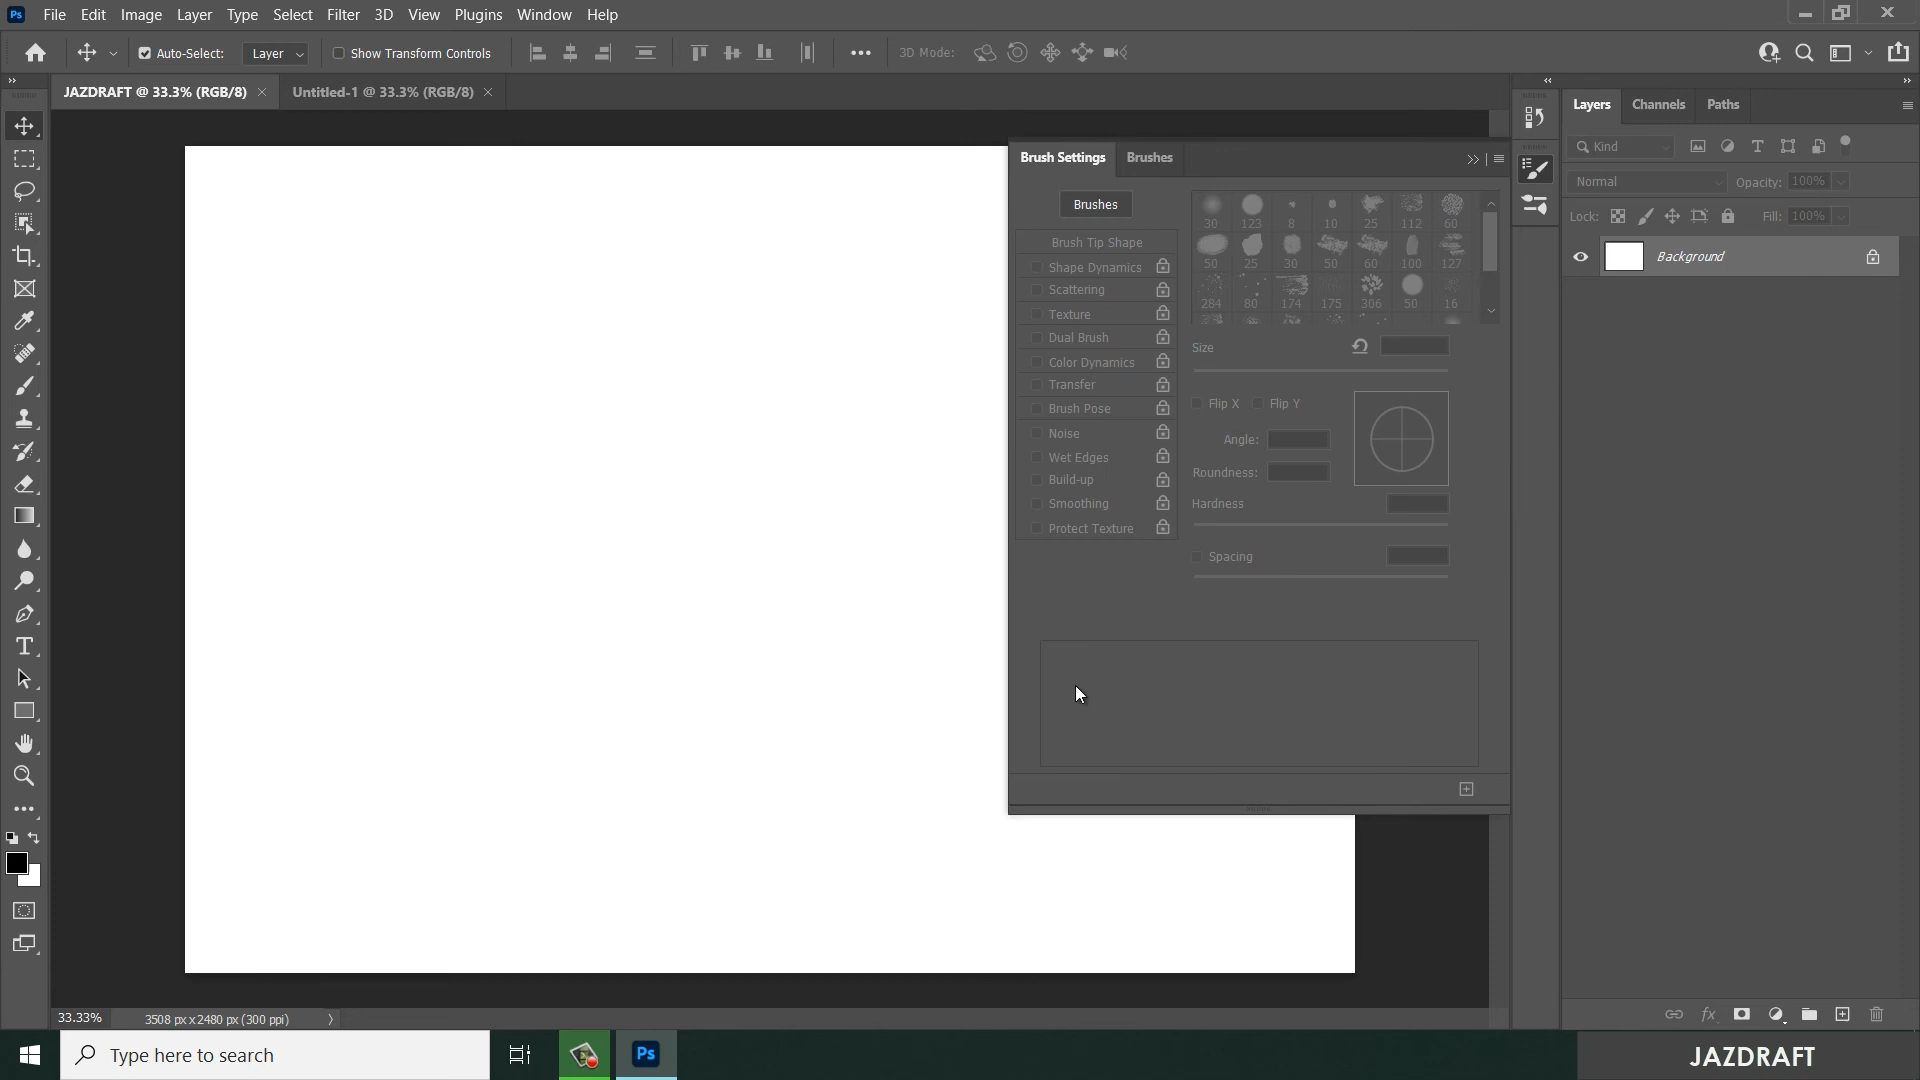 Ps File Edit Image Layer Type Select Filter 3D View Plugins Window Help
Auto-Select: Layer Show Transform Controls 3D Mode:
JAZDRAFT @ 33.3% (RGB/8) Untitled-1 @ 33.3% (RGB/8)
Layers Channels Paths
Kind
Normal Opacity: 100%
Lock: Fill: 100%
Background
Brush Settings Brushes
Brushes
Brush Tip Shape
Shape Dynamics
Scattering
Texture
Dual Brush
Color Dynamics
Transfer
Brush Pose
Noise
Wet Edges
Build-up
Smoothing
Protect Texture
30 123 8 10 25 112 60
50 25 30 50 60 100 127
284 80 174 175 306 50 16
Size
Flip X Flip Y
Angle:
Roundness:
Hardness
Spacing
33.33% 3508 px x 2480 px (300 ppi)
Type here to search
Ps
JAZDRAFT